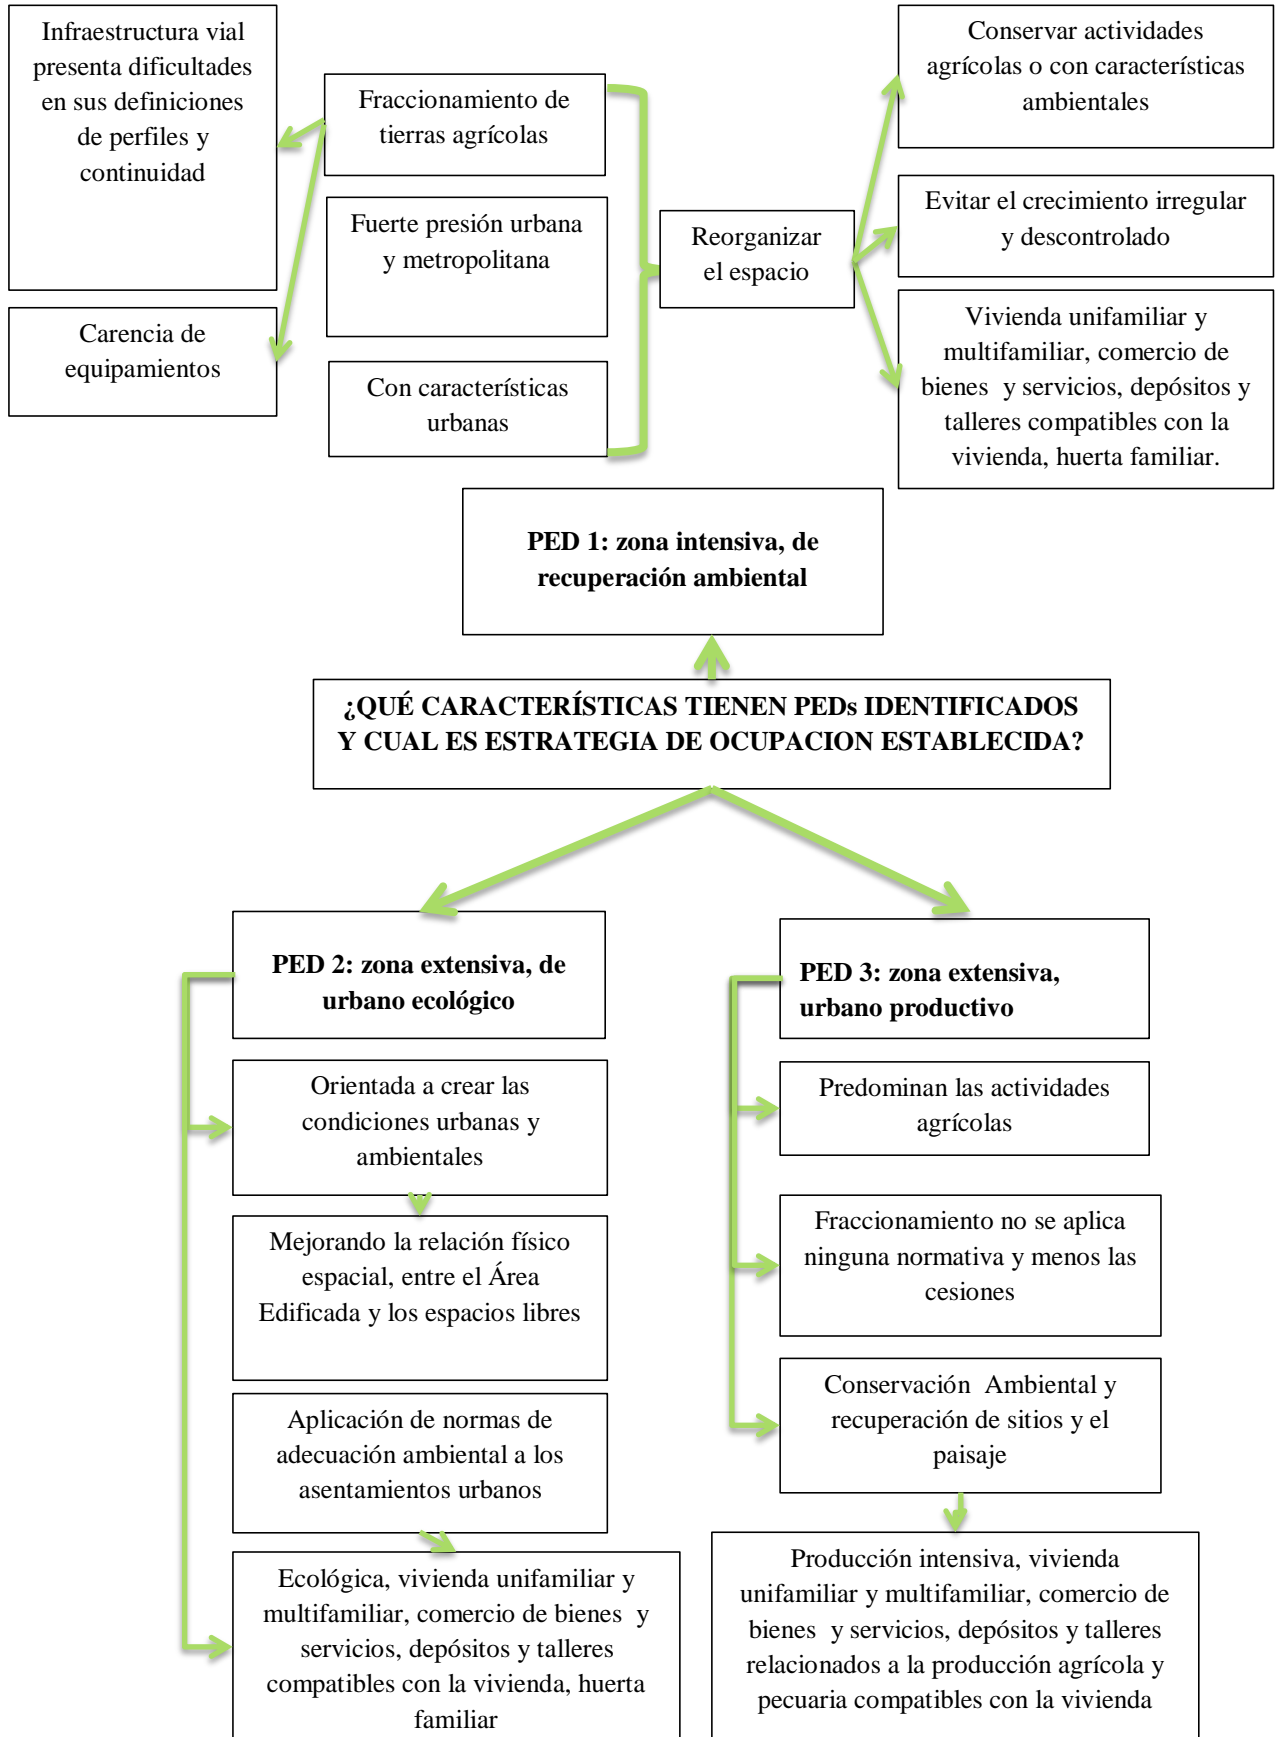 Infraestructura vial
presenta dificultades
en sus definiciones
de perfiles y
continuidad
Carencia de
equipamientos
Fraccionamiento de
tierras agrícolas
Fuerte presión urbana
y metropolitana
Con características
urbanas
Reorganizar
el espacio
Conservar actividades
agrícolas o con características
ambientales
Evitar el crecimiento irregular
y descontrolado
Vivienda unifamiliar y
multifamiliar, comercio de
bienes  y servicios, depósitos y
talleres compatibles con la
vivienda, huerta familiar.
PED 1: zona intensiva, de
recuperación ambiental
¿QUÉ CARACTERÍSTICAS TIENEN PEDs IDENTIFICADOS
Y CUAL ES ESTRATEGIA DE OCUPACION ESTABLECIDA?
PED 2: zona extensiva, de
urbano ecológico
Orientada a crear las
condiciones urbanas y
ambientales
Mejorando la relación físico
espacial, entre el Área
Edificada y los espacios libres
Aplicación de normas de
adecuación ambiental a los
asentamientos urbanos
Ecológica, vivienda unifamiliar y
multifamiliar, comercio de bienes  y
servicios, depósitos y talleres
compatibles con la vivienda, huerta
familiar
PED 3: zona extensiva,
urbano productivo
Predominan las actividades
agrícolas
Fraccionamiento no se aplica
ninguna normativa y menos las
cesiones
Conservación  Ambiental y
recuperación de sitios y el
paisaje
Producción intensiva, vivienda
unifamiliar y multifamiliar, comercio de
bienes  y servicios, depósitos y talleres
relacionados a la producción agrícola y
pecuaria compatibles con la vivienda